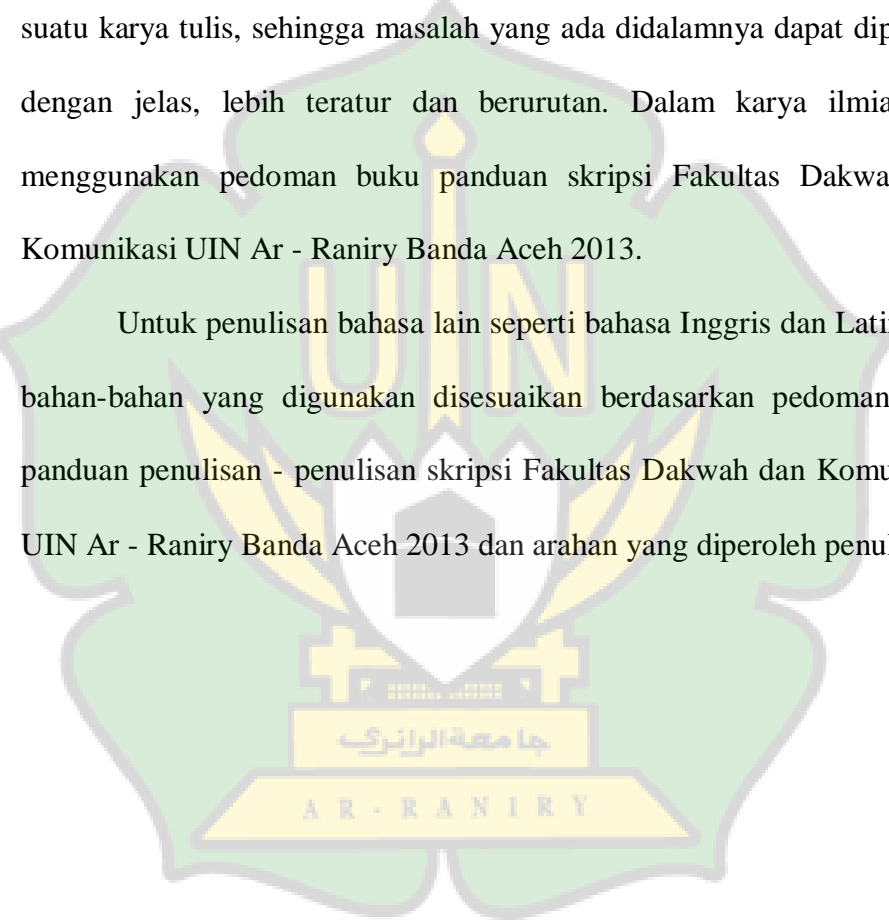 suatu karya tulis, sehingga masalah yang ada didalamnya dapat dip
dengan jelas, lebih teratur dan berurutan. Dalam karya ilmia
menggunakan pedoman buku panduan skripsi Fakultas Dakwa
Komunikasi UIN Ar - Raniry Banda Aceh 2013.
Untuk penulisan bahasa lain seperti bahasa Inggris dan Lati
bahan-bahan yang digunakan disesuaikan berdasarkan pedoman
panduan penulisan - penulisan skripsi Fakultas Dakwah dan Komu
UIN Ar - Raniry Banda Aceh 2013 dan arahan yang diperoleh penul
UIN
جامعة الرانري
AR - RANIRY